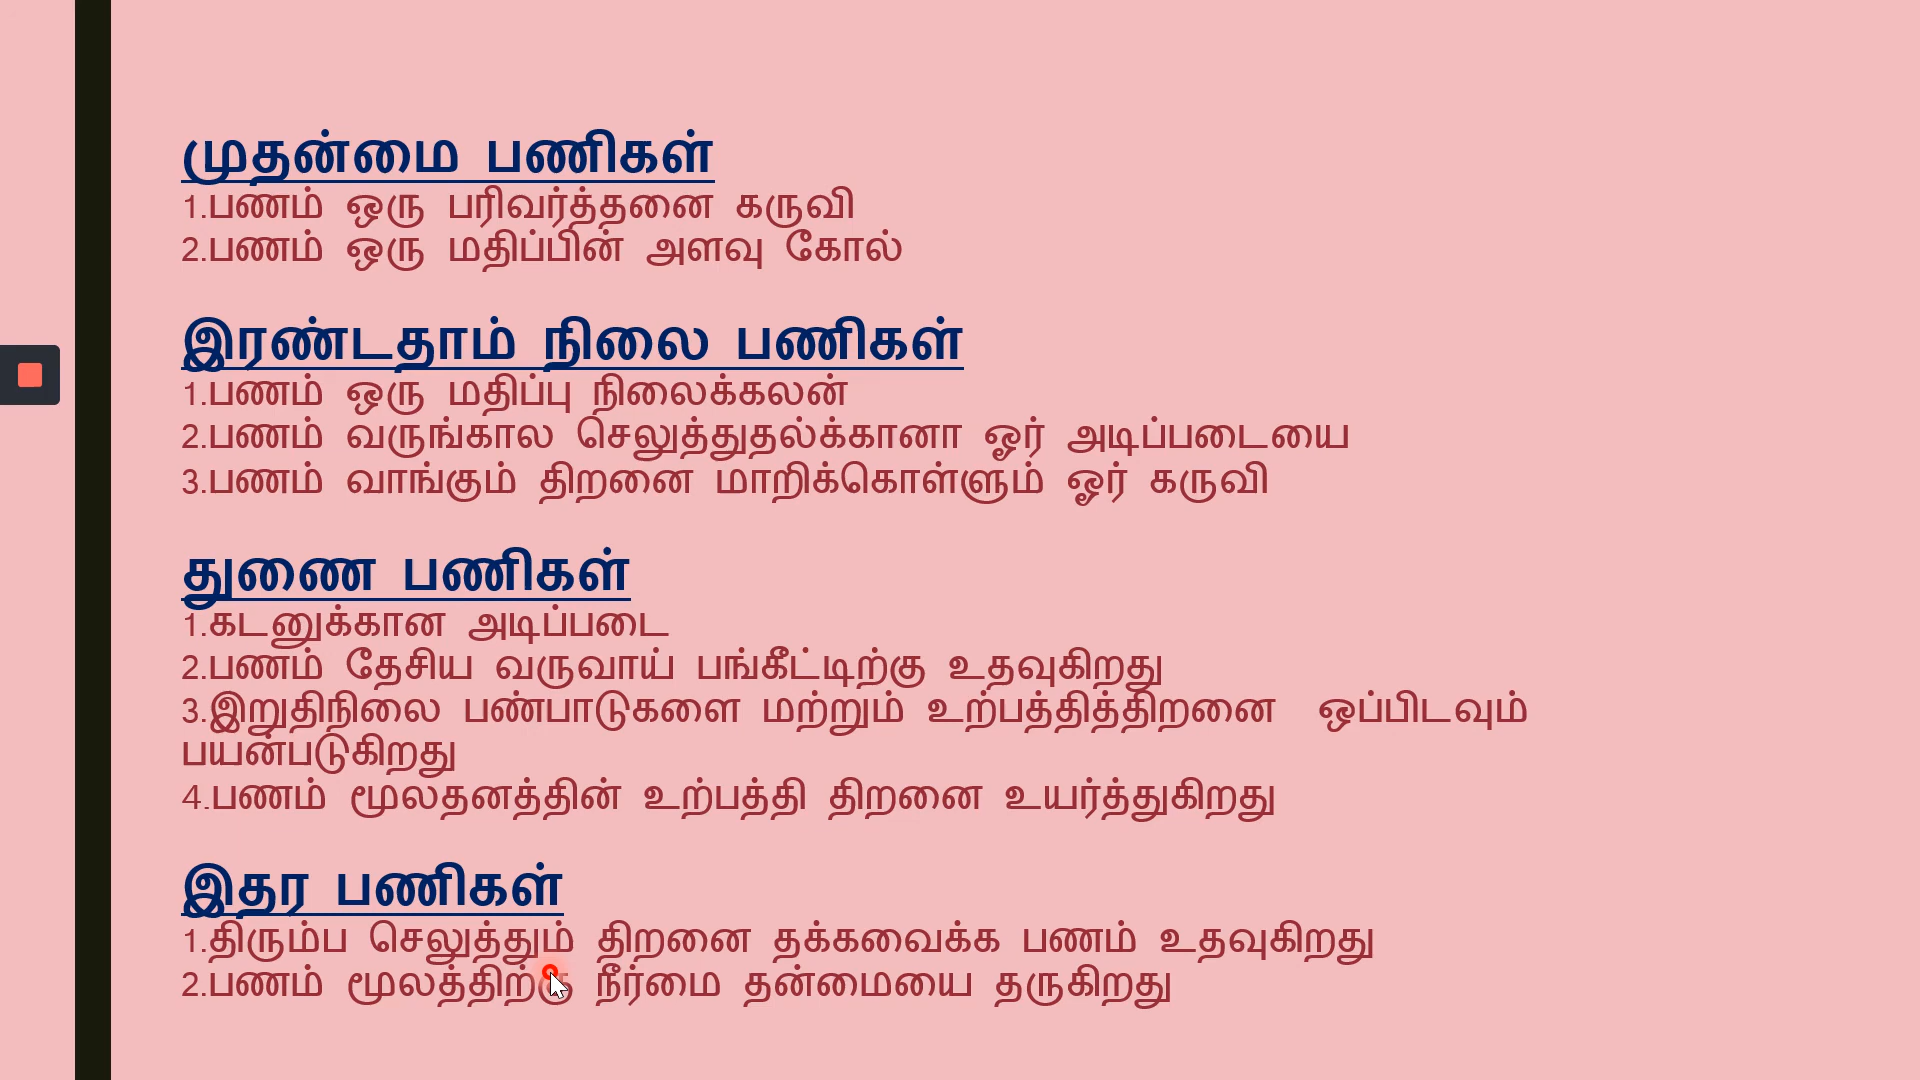 முதன்மை பணிகள்
1.பணம் ஒரு பரிவர்த்தனை கருவி
2.பணம் ஒரு மதிப்பின் அளவு கோல்
இரண்டதாம் நிலை பணிகள்
1.பணம் ஒரு மதிப்பு நிலைக்கலன்
2.பணம் வருங்கால செலுத்துதல்க்கானா ஓர் அடிப்படையை
3.பணம் வாங்கும் திறனை மாறிக்கொள்ளும் ஓர் கருவி
துணை பணிகள்
1.கடனுக்கான அடிப்படை
2.பணம் தேசிய வருவாய் பங்கீட்டிற்கு உதவுகிறது
3.இறுதிநிலை பண்பாடுகளை மற்றும் உற்பத்தித்திறனை ஒப்பிடவும்
பயன்படுகிறது
4.பணம் மூலதனத்தின் உற்பத்தி திறனை உயர்த்துகிறது
இதர பணிகள்
1.திரும்ப செலுத்தும் திறனை தக்கவைக்க பணம் உதவுகிறது
2.பணம் மூலத்திற்கு நீர்மை தன்மையை தருகிறது